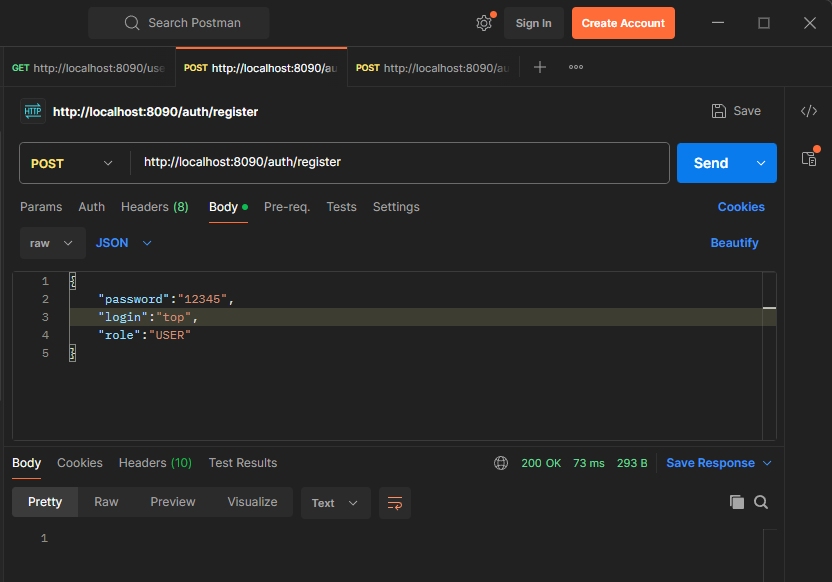 Search Postman
Sign In
Create Account
GET http://localhost:8090/use
POST http://localhost:8090/au
POST http://localhost:8090/au
HTTP http://localhost:8090/auth/register
Save
POST http://localhost:8090/auth/register
Send
Params Auth Headers (8) Body Pre-req. Tests Settings Cookies
raw JSON Beautify
1 {
2 "password":"12345",
3 "login":"top",
4 "role":"USER"
5 }
Body Cookies Headers (10) Test Results 200 OK 73 ms 293 B Save Response
Pretty Raw Preview Visualize Text
1